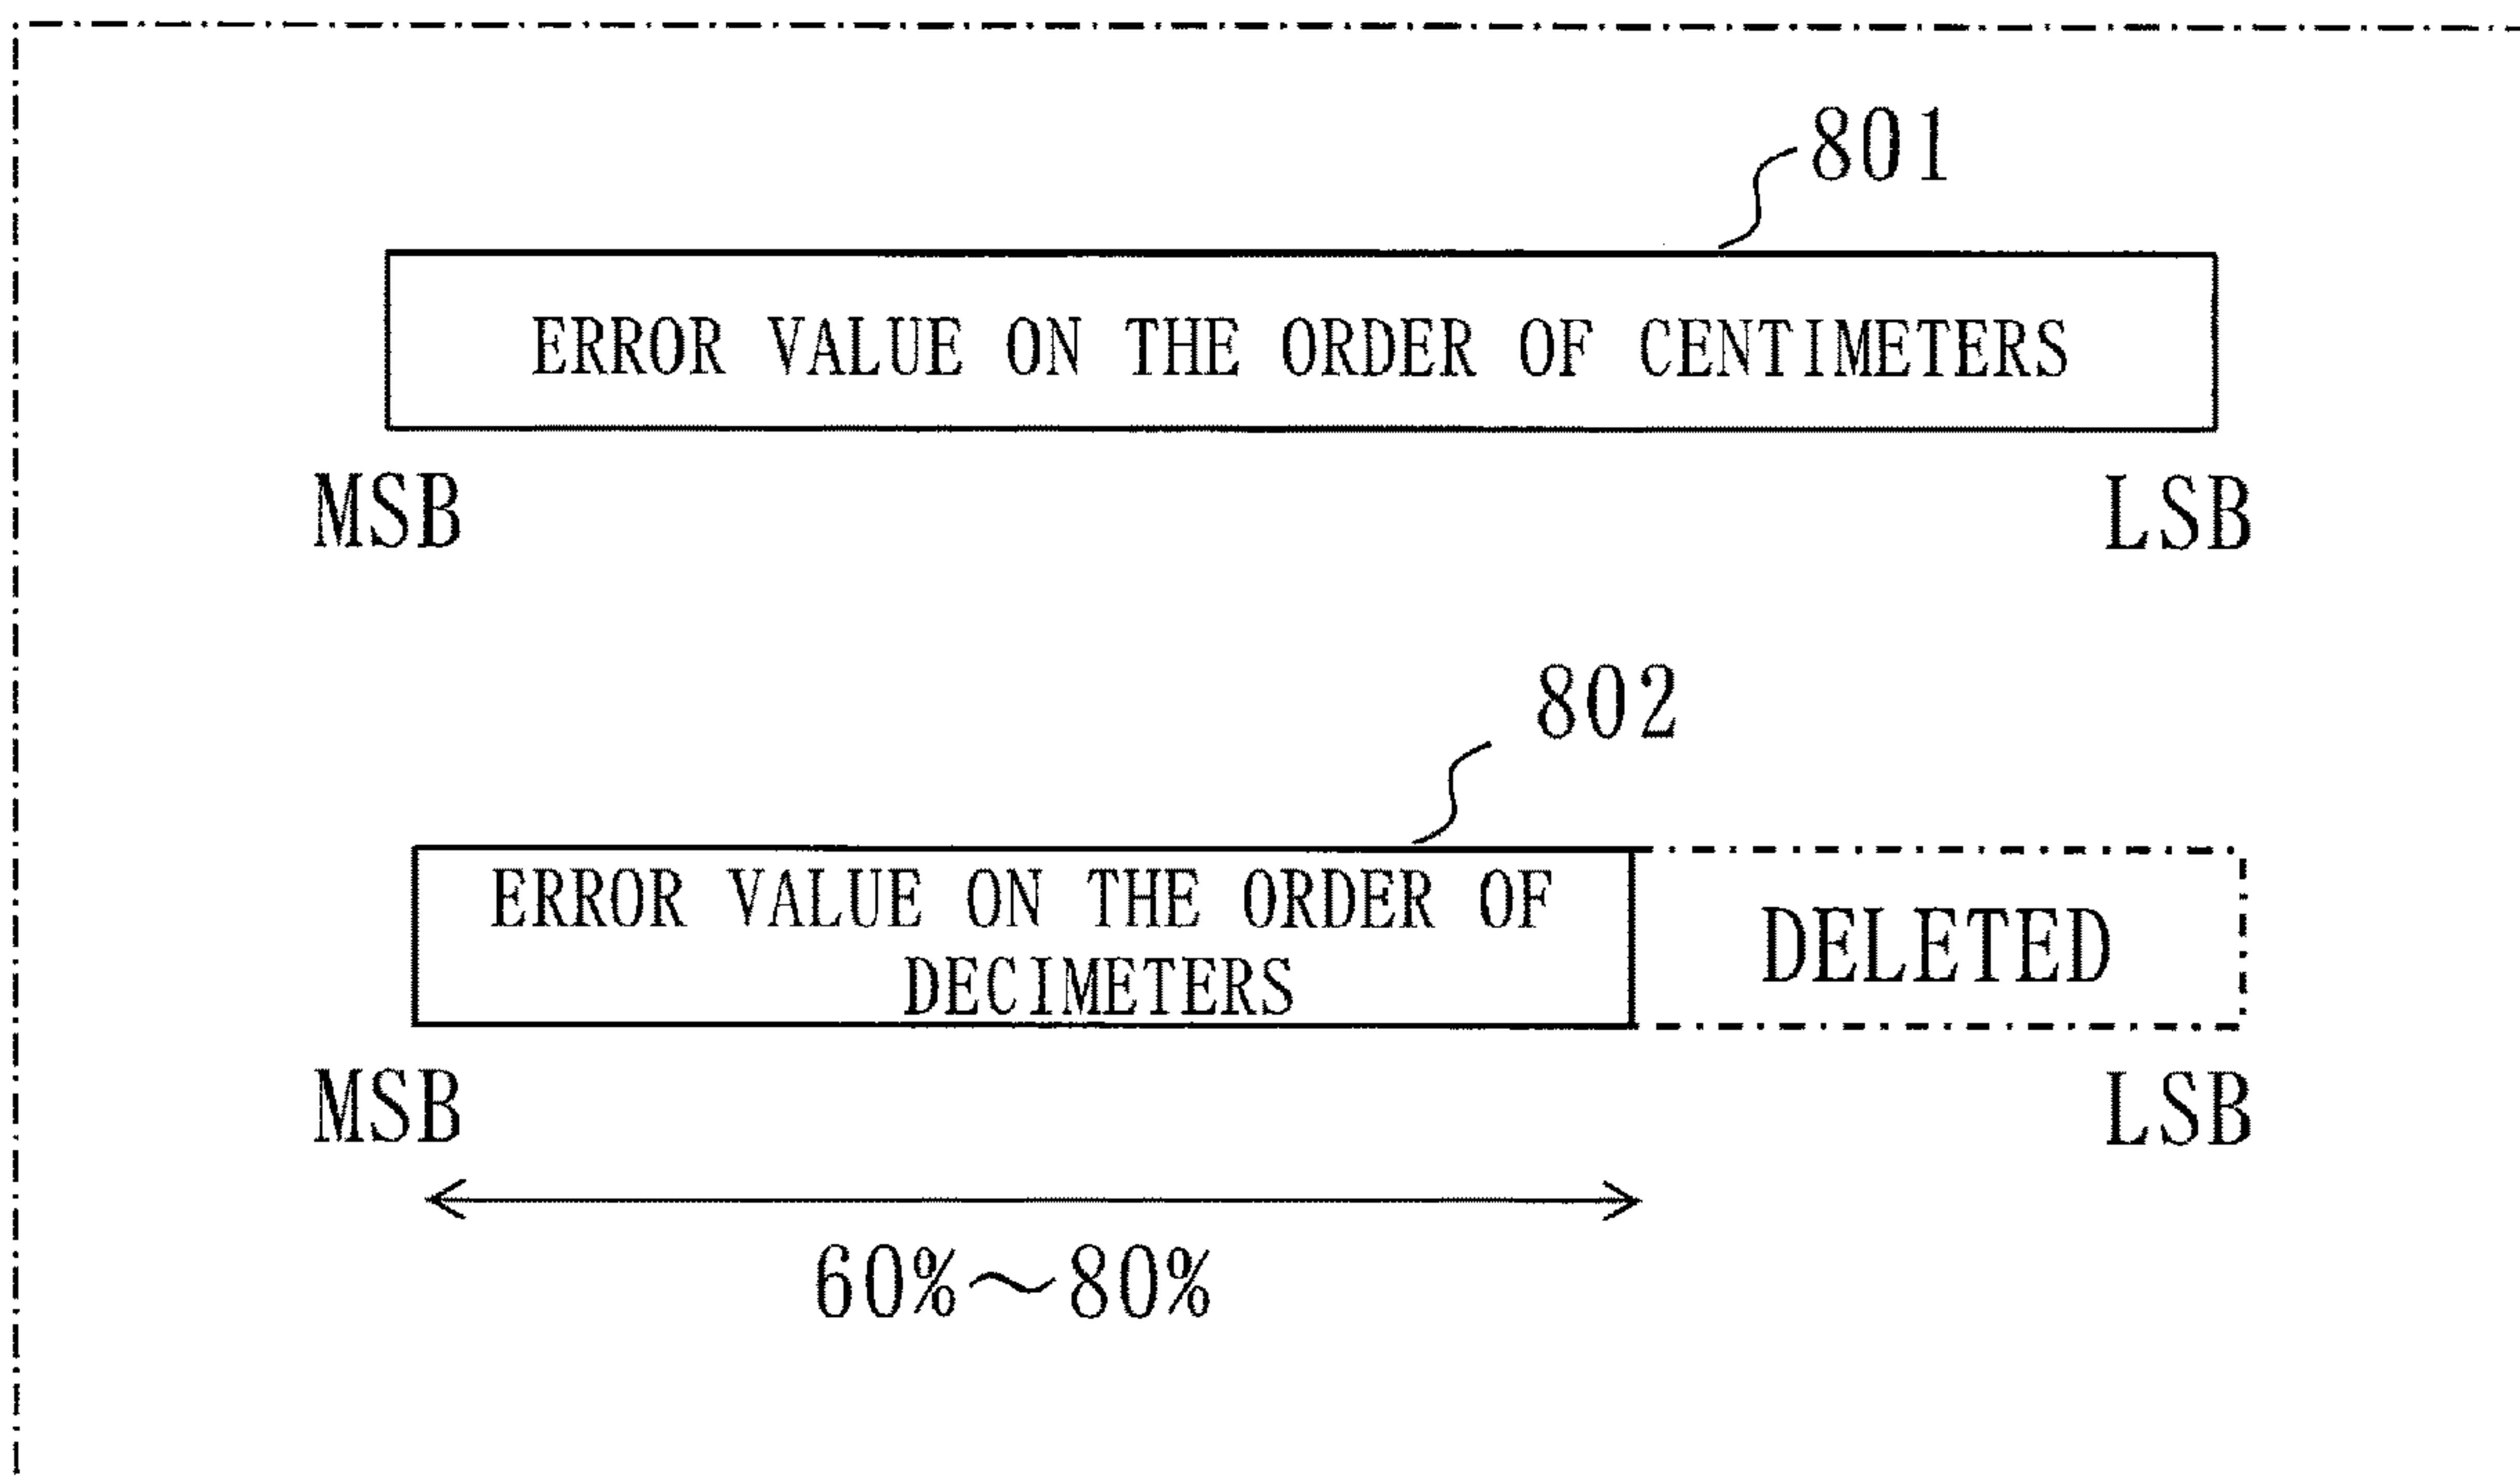 801
ERROR VALUE ON THE ORDER OF CENTIMETERS
MSB
LSB
802
ERROR VALUE ON THE ORDER OF
DECIMETERS
DELETED
MSB
LSB
60%～80%